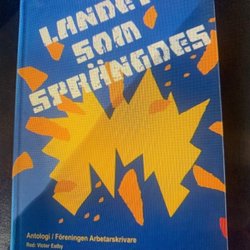 LANDET
SOM
SPRÄNGDES
Antologi / Föreningen Arbetarskrivare
Red: Victor Estby